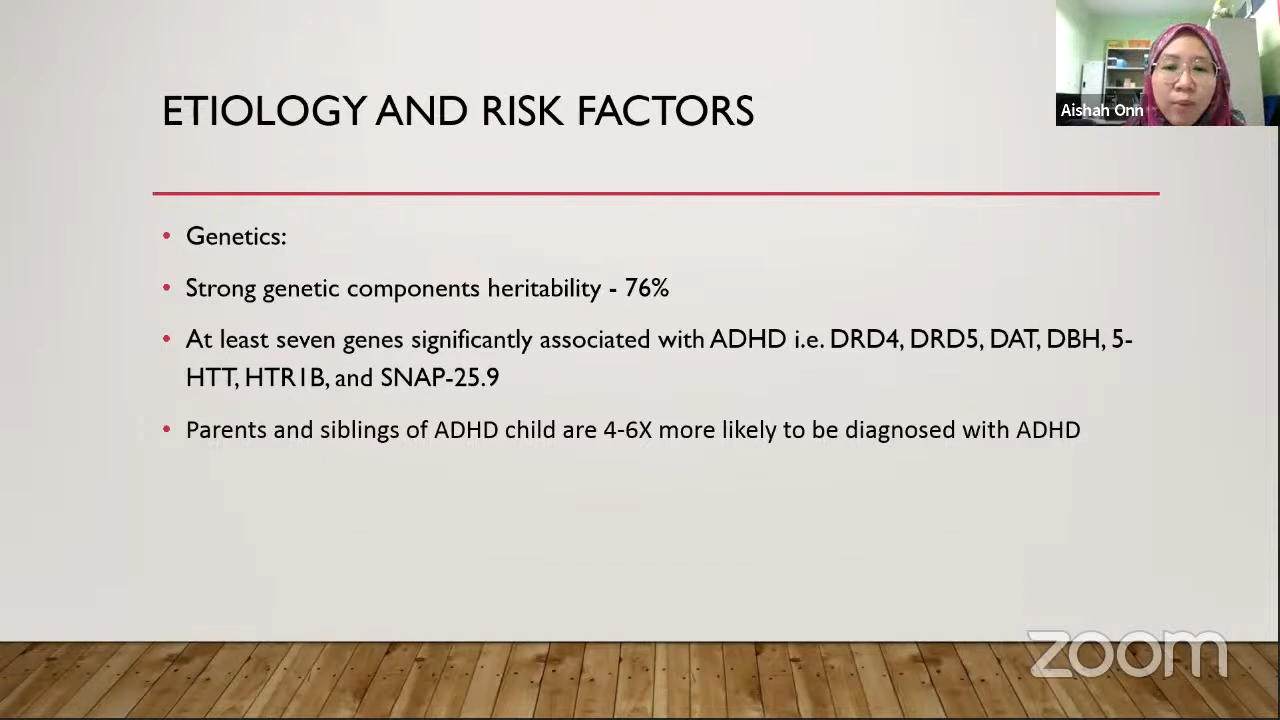 ETIOLOGY AND RISK FACTORS
Aishah Onn
• Genetics:
• Strong genetic components heritability - 76%
• At least seven genes significantly associated with ADHD i.e. DRD4, DRD5, DAT, DBH, 5-
HTT, HTR1B, and SNAP-25.9
• Parents and siblings of ADHD child are 4-6X more likely to be diagnosed with ADHD
zoom